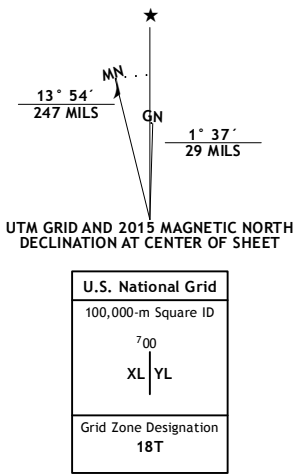 ★
MN
GN
13° 54´
247 MILS
1° 37´
29 MILS
UTM GRID AND 2015 MAGNETIC NORTH
DECLINATION AT CENTER OF SHEET
U.S. National Grid
100,000-m Square ID
⁷00
XL YL
Grid Zone Designation
18T